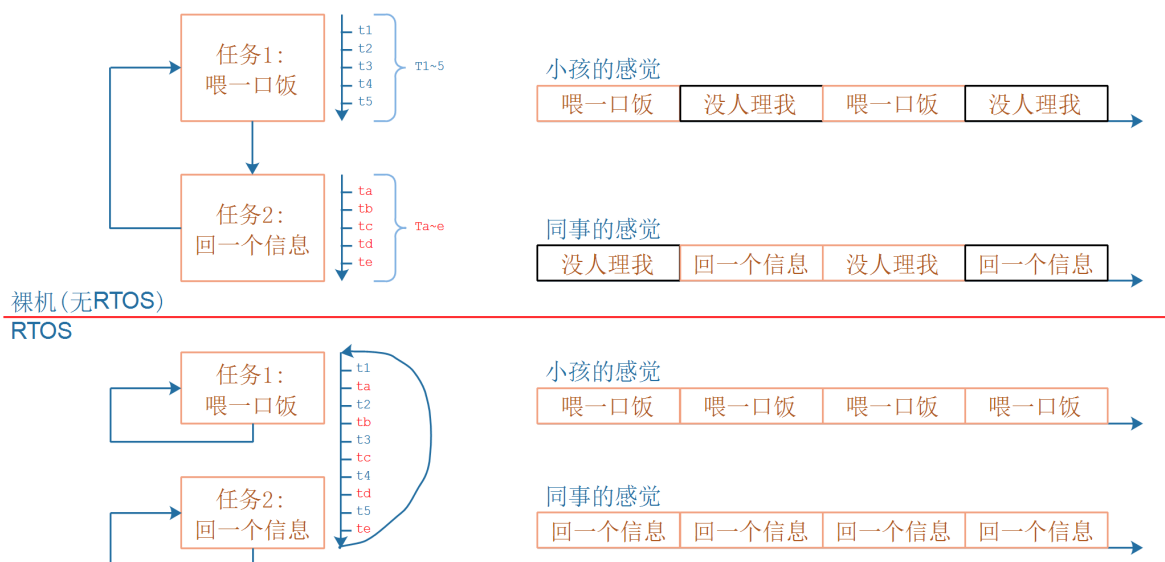 任务1:
喂一口饭
t1
t2
t3
t4
t5
T1~5
小孩的感觉
喂一口饭 没人理我 喂一口饭 没人理我
任务2:
回一个信息
ta
tb
tc
td
te
Ta~e
同事的感觉
没人理我 回一个信息 没人理我 回一个信息
裸机(无RTOS)
RTOS
任务1:
喂一口饭
t1
ta
t2
tb
t3
tc
t4
td
t5
te
小孩的感觉
喂一口饭 喂一口饭 喂一口饭 喂一口饭
任务2:
回一个信息
同事的感觉
回一个信息 回一个信息 回一个信息 回一个信息